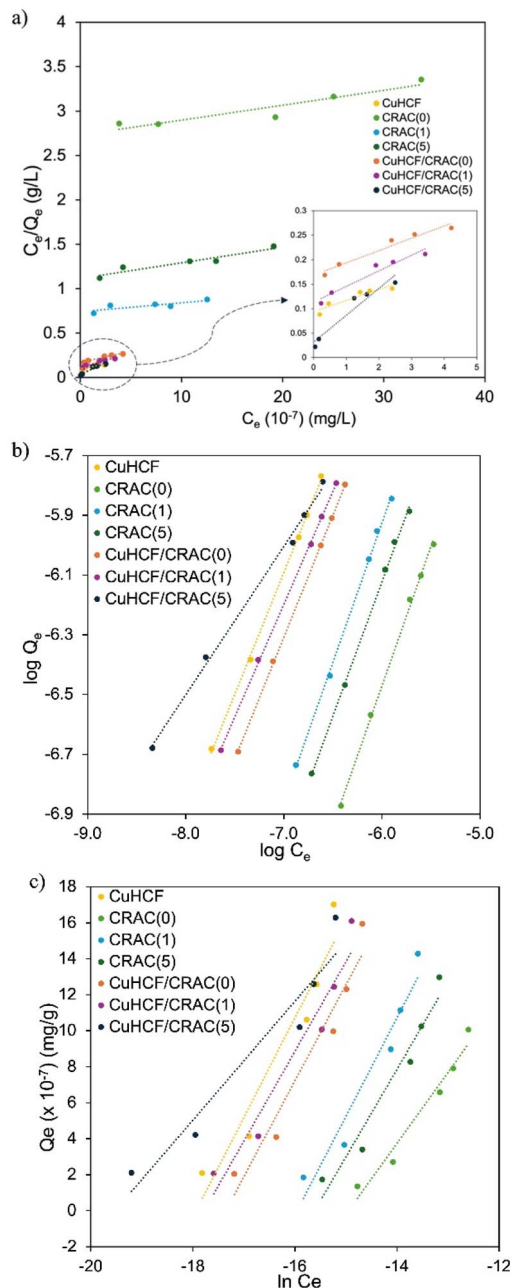 a)
4
3.5
3
2.5
2
1.5
1
0.5
0
C_e/Q_e (g/L)
CuHCF
CRAC(0)
CRAC(1)
CRAC(5)
CuHCF/CRAC(0)
CuHCF/CRAC(1)
CuHCF/CRAC(5)
0.3
0.25
0.2
0.15
0.1
0.05
0
0 1 2 3 4 5
0 10 20 30 40
C_e (10^-7) (mg/L)
b)
-5.7
-5.9
-6.1
-6.3
-6.5
-6.7
-6.9
log Q_e
CuHCF
CRAC(0)
CRAC(1)
CRAC(5)
CuHCF/CRAC(0)
CuHCF/CRAC(1)
CuHCF/CRAC(5)
-9.0 -8.0 -7.0 -6.0 -5.0
log C_e
c)
18
16
14
12
10
8
6
4
2
0
-2
Qe (x 10^-7) (mg/g)
CuHCF
CRAC(0)
CRAC(1)
CRAC(5)
CuHCF/CRAC(0)
CuHCF/CRAC(1)
CuHCF/CRAC(5)
-20 -18 -16 -14 -12
ln Ce